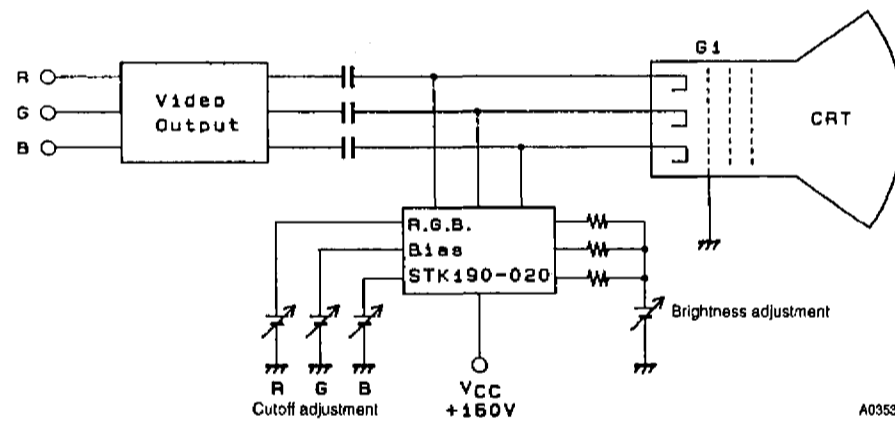 G1
R
G
B
Video
Output
CRT
R.G.B.
Bias
STK190-020
Brightness adjustment
R G B
Cutoff adjustment
VCC
+160V
A0353